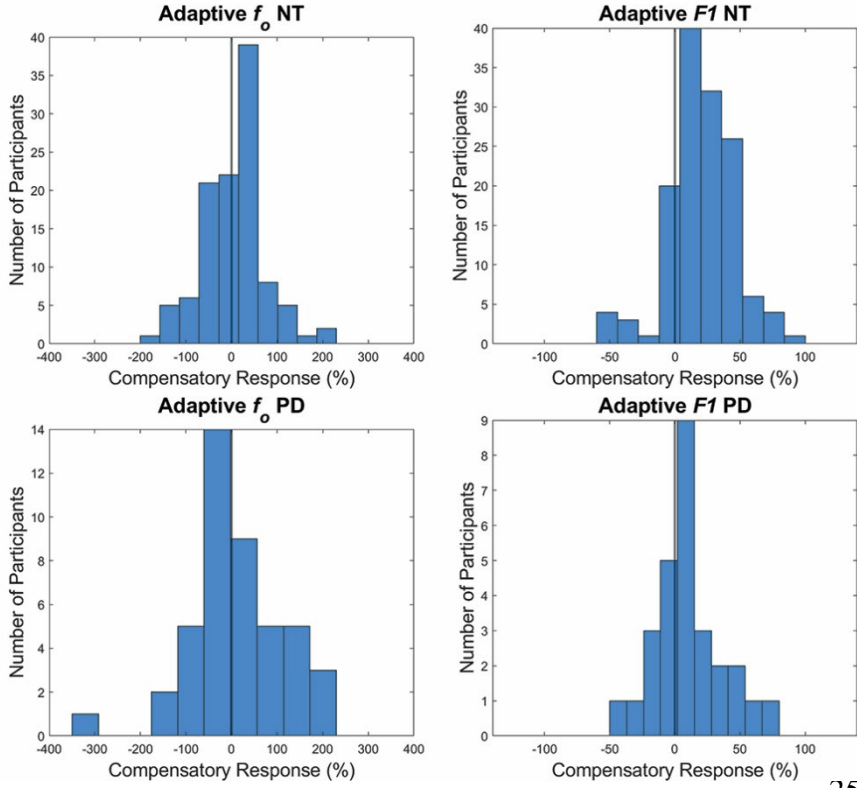 Adaptive fo NT
Number of Participants
40
35
30
25
20
15
10
5
0
-400 -300 -200 -100 0 100 200 300 400
Compensatory Response (%)
Adaptive F1 NT
Number of Participants
40
35
30
25
20
15
10
5
0
-100 -50 0 50 100
Compensatory Response (%)
Adaptive fo PD
Number of Participants
14
12
10
8
6
4
2
0
-400 -300 -200 -100 0 100 200 300 400
Compensatory Response (%)
Adaptive F1 PD
Number of Participants
9
8
7
6
5
4
3
2
1
0
-100 -50 0 50 100
Compensatory Response (%)